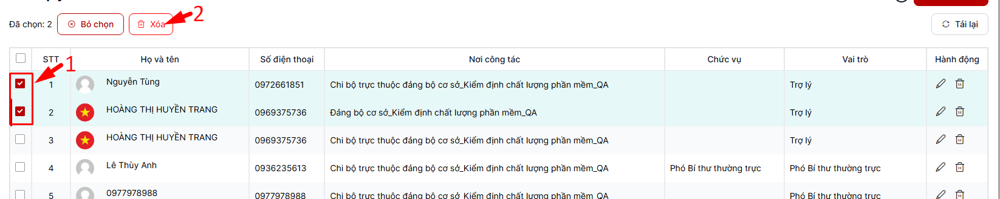 Đã chọn: 2 Bỏ chọn Xóa 2 Tải lại
STT Họ và tên Số điện thoại Nơi công tác Chức vụ Vai trò Hành động
1
1 Nguyễn Tùng 0972661851 Chi bộ trực thuộc đảng bộ cơ sở_Kiểm định chất lượng phần mềm_QA Trợ lý
2 HOÀNG THỊ HUYỀN TRANG 0969375736 Đảng bộ cơ sở_Kiểm định chất lượng phần mềm_QA Trợ lý
3 HOÀNG THỊ HUYỀN TRANG 0969375736 Chi bộ trực thuộc đảng bộ cơ sở_Kiểm định chất lượng phần mềm_QA Trợ lý
4 Lê Thùy Anh 0936235613 Chi bộ trực thuộc đảng bộ cơ sở_Kiểm định chất lượng phần mềm_QA Phó Bí thư thường trực Phó Bí thư thường trực
5 0977978988 0977978988 Chi bộ trực thuộc đảng bộ cơ sở_Kiểm định chất lượng phần mềm_QA Phó Bí thư thường trực